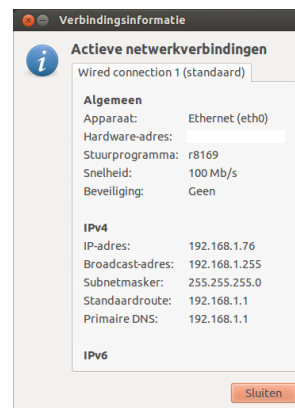 Verbindingsinformatie
Actieve netwerkverbindingen
Wired connection 1 (standaard)
Algemeen
Apparaat: Ethernet (eth0)
Hardware-adres:
Stuurprogramma: r8169
Snelheid: 100 Mb/s
Beveiliging: Geen
IPv4
IP-adres: 192.168.1.76
Broadcast-adres: 192.168.1.255
Subnetmasker: 255.255.255.0
Standaardroute: 192.168.1.1
Primaire DNS: 192.168.1.1
IPv6
Sluiten